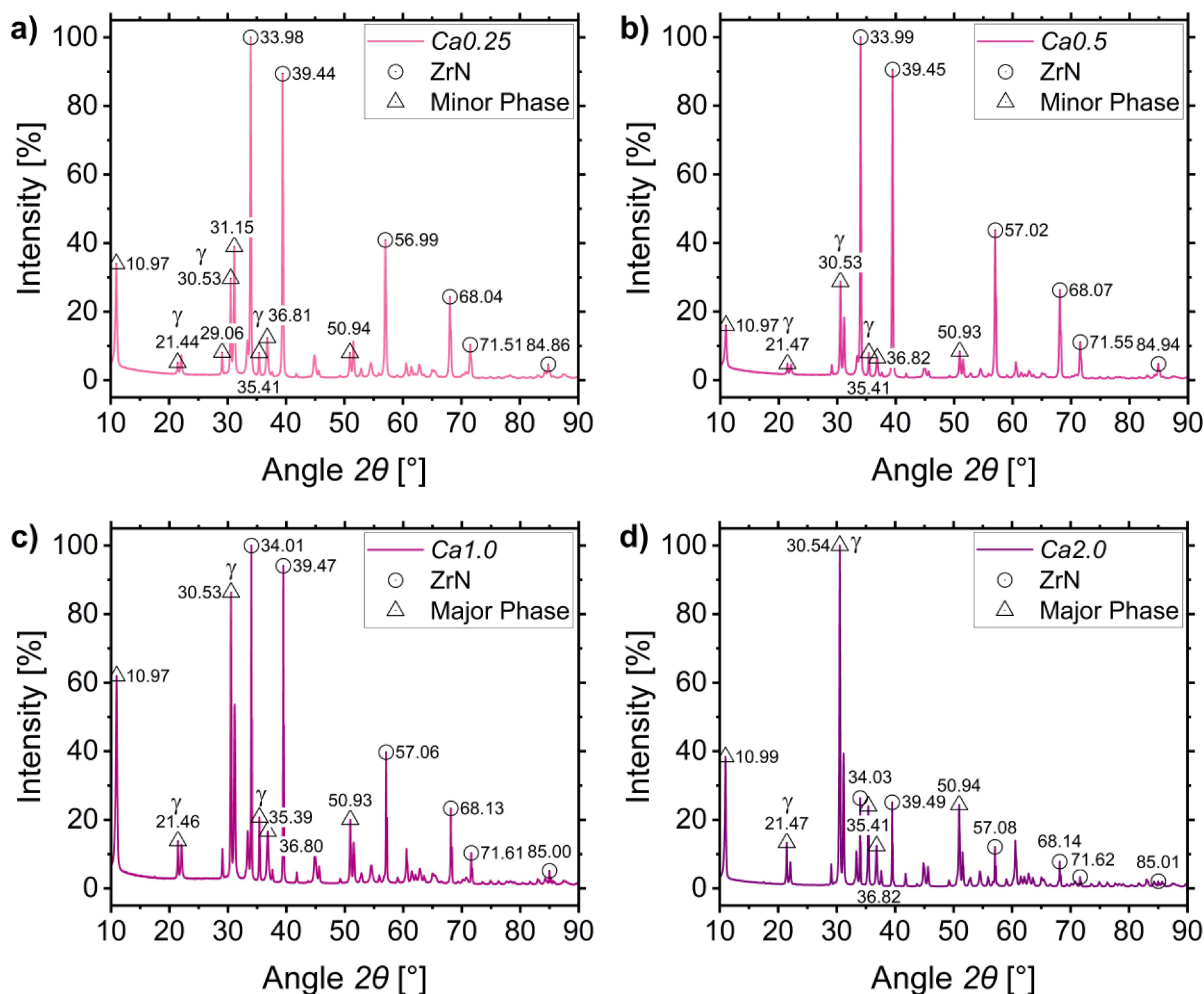 a)
Ca0.25
ZrN
Minor Phase
Intensity [%]
100
80
60
40
20
0
33.98
39.44
31.15
γ
30.53
10.97
γ
21.44
29.06
γ
36.81
35.41
50.94
56.99
68.04
71.51
84.86
10 20 30 40 50 60 70 80 90
Angle 2θ [°]
b)
Ca0.5
ZrN
Minor Phase
Intensity [%]
100
80
60
40
20
0
33.99
39.45
γ
30.53
10.97
γ
21.47
γ
36.82
35.41
50.93
57.02
68.07
71.55
84.94
10 20 30 40 50 60 70 80 90
Angle 2θ [°]
c)
Ca1.0
ZrN
Major Phase
Intensity [%]
100
80
60
40
20
0
34.01
39.47
γ
30.53
10.97
γ
21.46
γ
35.39
36.80
50.93
57.06
68.13
71.61
85.00
10 20 30 40 50 60 70 80 90
Angle 2θ [°]
d)
Ca2.0
ZrN
Major Phase
Intensity [%]
100
80
60
40
20
0
30.54
γ
10.99
γ
21.47
34.03
γ
35.41
39.49
36.82
50.94
57.08
68.14
71.62
85.01
10 20 30 40 50 60 70 80 90
Angle 2θ [°]